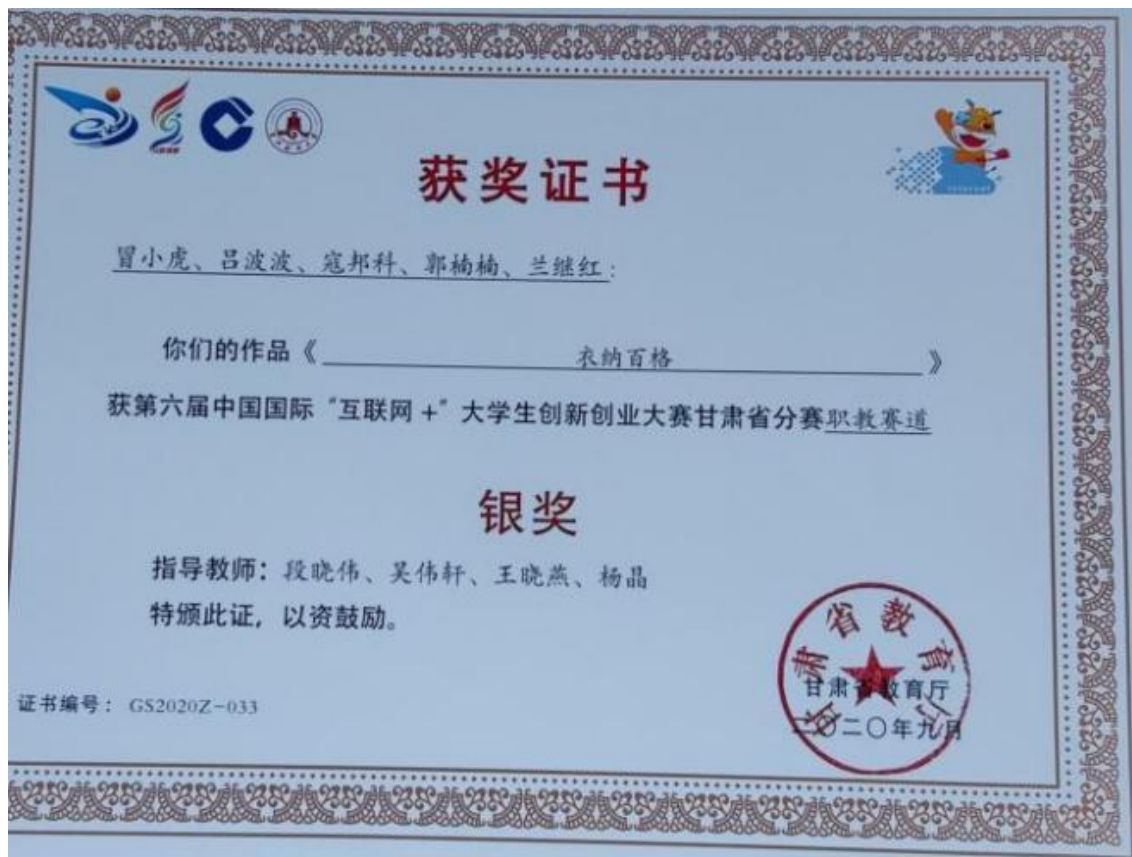 获奖证书
冒小虎、吕波波、寇邦科、郭楠楠、兰继红：
你们的作品《衣纳百格》
获第六届中国国际“互联网+”大学生创新创业大赛甘肃省分赛职教赛道
银奖
指导教师：段晓伟、吴伟轩、王晓燕、杨晶
特颁此证，以资鼓励。
证书编号：GS2020Z-033
甘肃省教育厅
二〇二〇年九月
甘肃省教育厅
internet